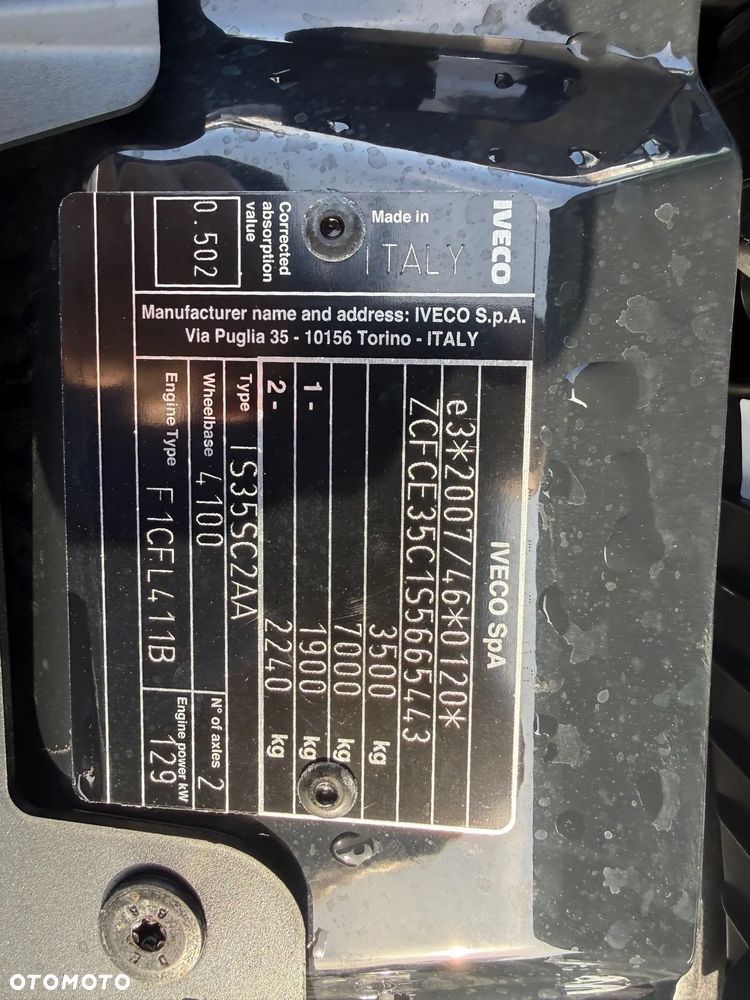 IVECO SpA
e3*2007/46*0120*
ZCFCE35C1S5665443
3500 kg
7000 kg
1- 1900 kg
2- 2240 kg
Type IS35SC2AA
Wheelbase 4100
N° of axles 2
Engine Type F1CFL411B
Engine power kW 129
IVECO
Made in
ITALY
Corrected
absorption
value
0.502
Manufacturer name and address: IVECO S.p.A.
Via Puglia 35 - 10156 Torino - ITALY
OTOMOTO